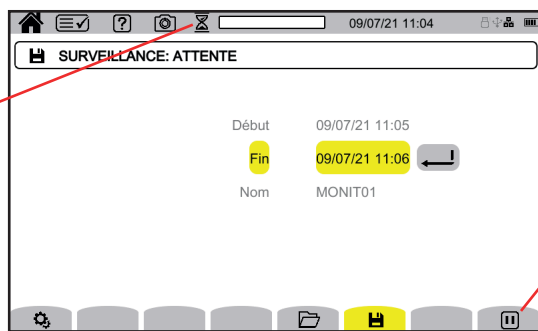 09/07/21 11:04
SURVEILLANCE: ATTENTE
Début 09/07/21 11:05
Fin 09/07/21 11:06
Nom MONIT01